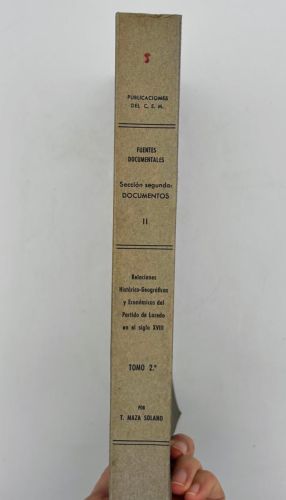 5
PUBLICACIONES
DEL C. E. M.
FUENTES
DOCUMENTALES
Sección segunda:
DOCUMENTOS
II
Relaciones
Histórico-Geográficas
y Económicas del
Partido de Laredo
en el siglo XVIII
TOMO 2.º
POR
T. MAZA SOLANO